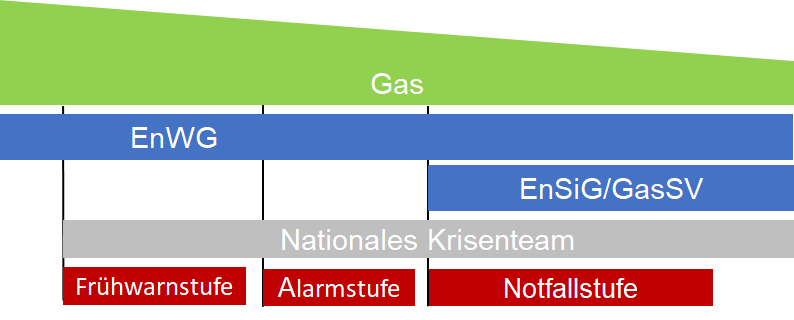 Gas
EnWG
EnSiG/GasSV
Nationales Krisenteam
Frühwarnstufe
Alarmstufe
Notfallstufe